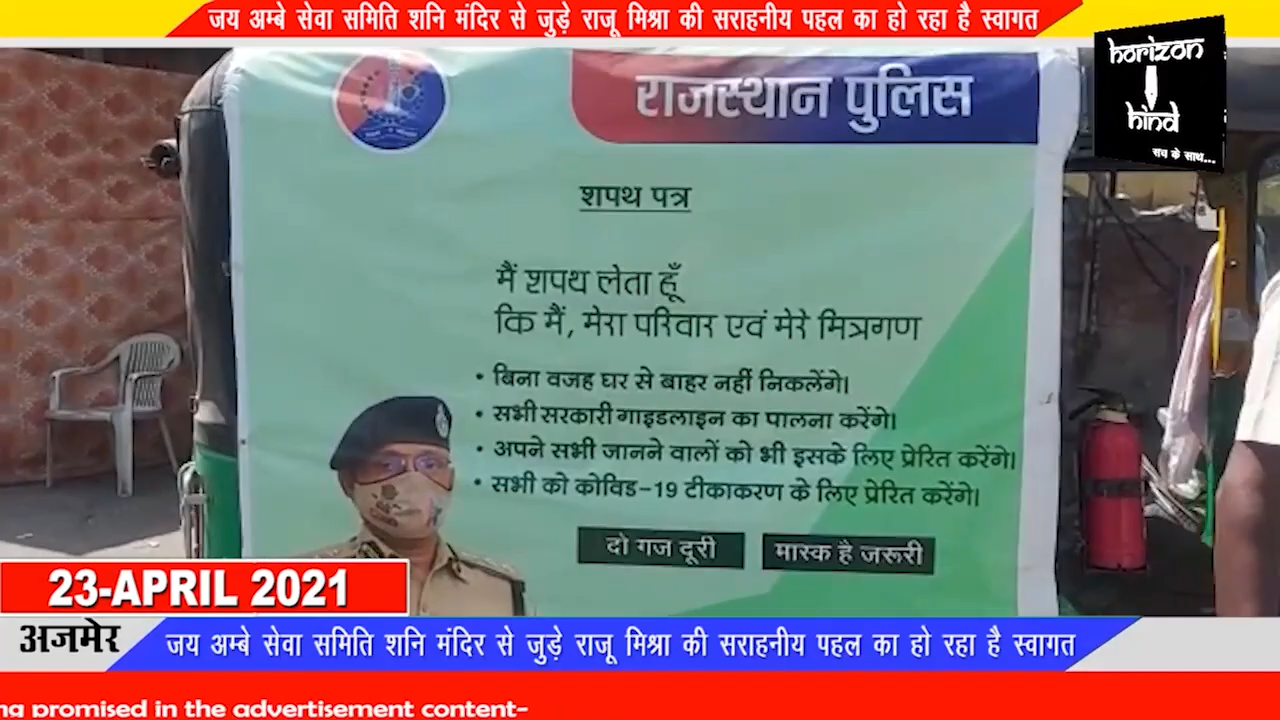 जय अम्बे सेवा समिति शनि मंदिर से जुड़े राजू मिश्रा की सराहनीय पहल का हो रहा है स्वागत
horizon
hind
सच के साथ...
राजस्थान पुलिस
शपथ पत्र
मैं शपथ लेता हूँ
कि मैं, मेरा परिवार एवं मेरे मित्रगण
• बिना वजह घर से बाहर नहीं निकलेंगे।
• सभी सरकारी गाइडलाइन का पालना करेंगे।
• अपने सभी जानने वालों को भी इसके लिए प्रेरित करेंगे।
• सभी को कोविड-19 टीकाकरण के लिए प्रेरित करेंगे।
दो गज दूरी
मास्क है जरूरी
23-APRIL 2021
अजमेर
जय अम्बे सेवा समिति शनि मंदिर से जुड़े राजू मिश्रा की सराहनीय पहल का हो रहा है स्वागत
ng promised in the advertisement content-